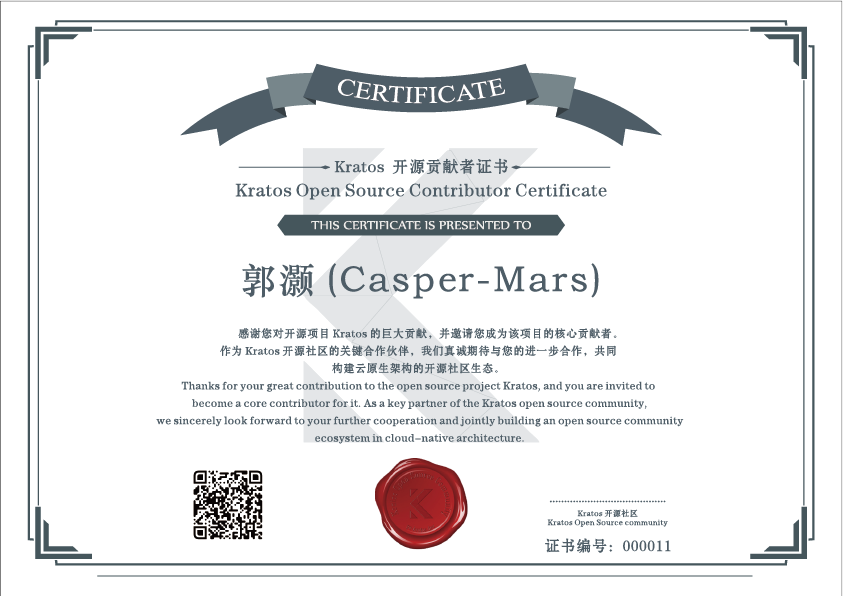 CERTIFICATE
Kratos 开源贡献者证书
Kratos Open Source Contributor Certificate
THIS CERTIFICATE IS PRESENTED TO
郭灏 (Casper-Mars)
感谢您对开源项目 Kratos 的巨大贡献，并邀请您成为该项目的核心贡献者。
作为 Kratos 开源社区的关键合作伙伴，我们真诚期待与您的进一步合作，共同
构建云原生架构的开源社区生态。
Thanks for your great contribution to the open source project Kratos, and you are invited to
become a core contributor for it. As a key partner of the Kratos open source community,
we sincerely look forward to your further cooperation and jointly building an open source community
ecosystem in cloud-native architecture.
K
Kratos 开源社区
Kratos Open Source community
证书编号：000011